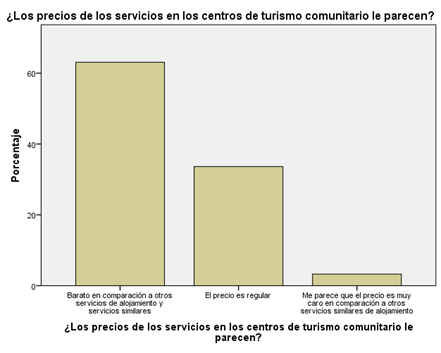 ¿Los precios de los servicios en los centros de turismo comunitario le parecen?
Porcentaje
60
40
20
0
Barato en comparación a otros
servicios de alojamiento y
servicios similares
El precio es regular
Me parece que el precio es muy
caro en comparación a otros
servicios similares de alojamiento
¿Los precios de los servicios en los centros de turismo comunitario le
parecen?